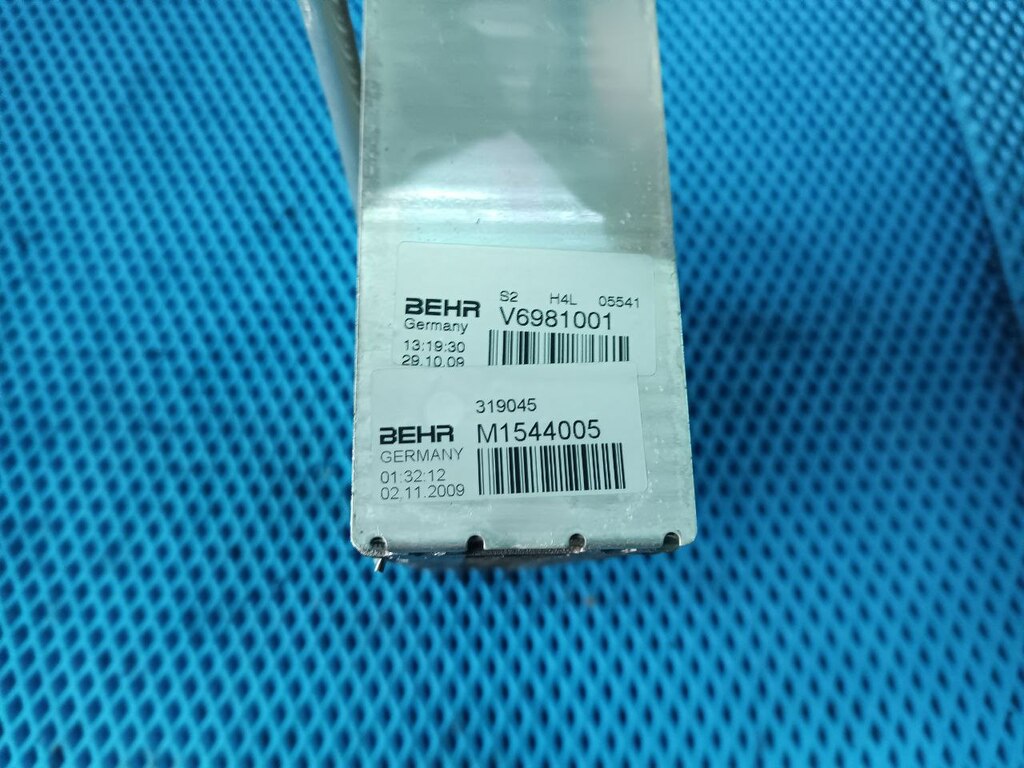 S2 H4L 05541
BEHR V6981001
Germany
13:19:30
29.10.09
319045
BEHR M1544005
GERMANY
01:32:12
02.11.2009